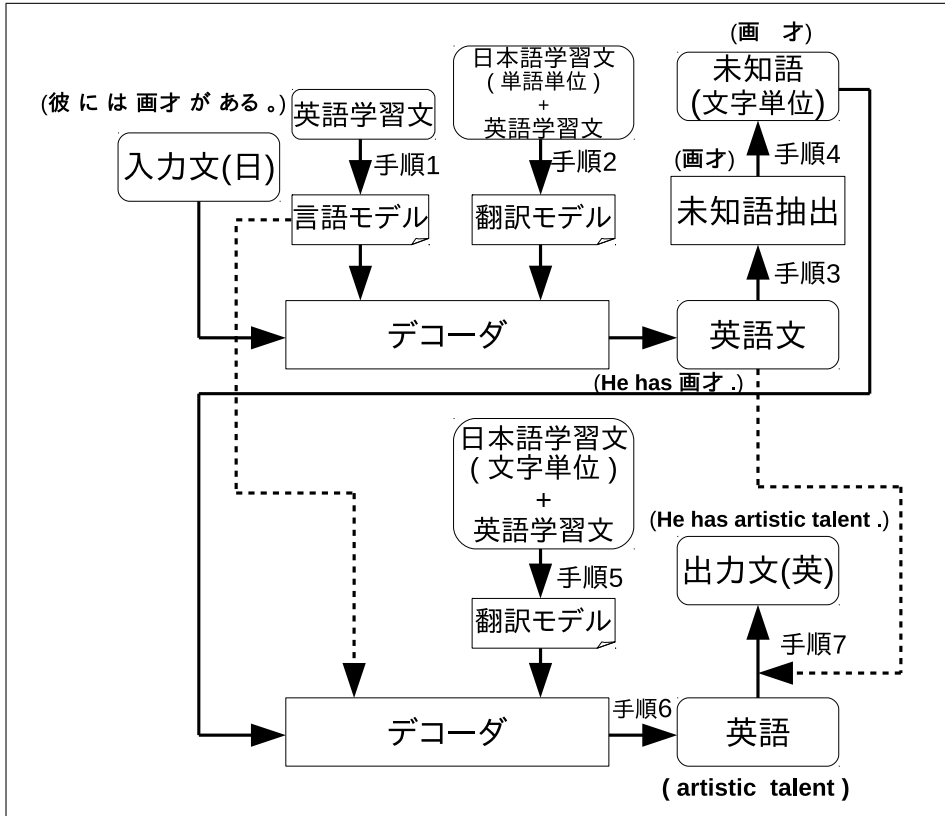 (画 才)
未知語
(文字単位)
日本語学習文
( 単語単位 )
+
英語学習文
(彼 に は 画才 が ある 。)
英語学習文
入力文(日)
手順1
手順2
(画才)
手順4
言語モデル
翻訳モデル
未知語抽出
手順3
デコーダ
英語文
(He has 画才 .)
日本語学習文
( 文字単位 )
+
英語学習文
(He has artistic talent .)
出力文(英)
手順5
翻訳モデル
手順7
デコーダ
手順6
英語
( artistic talent )